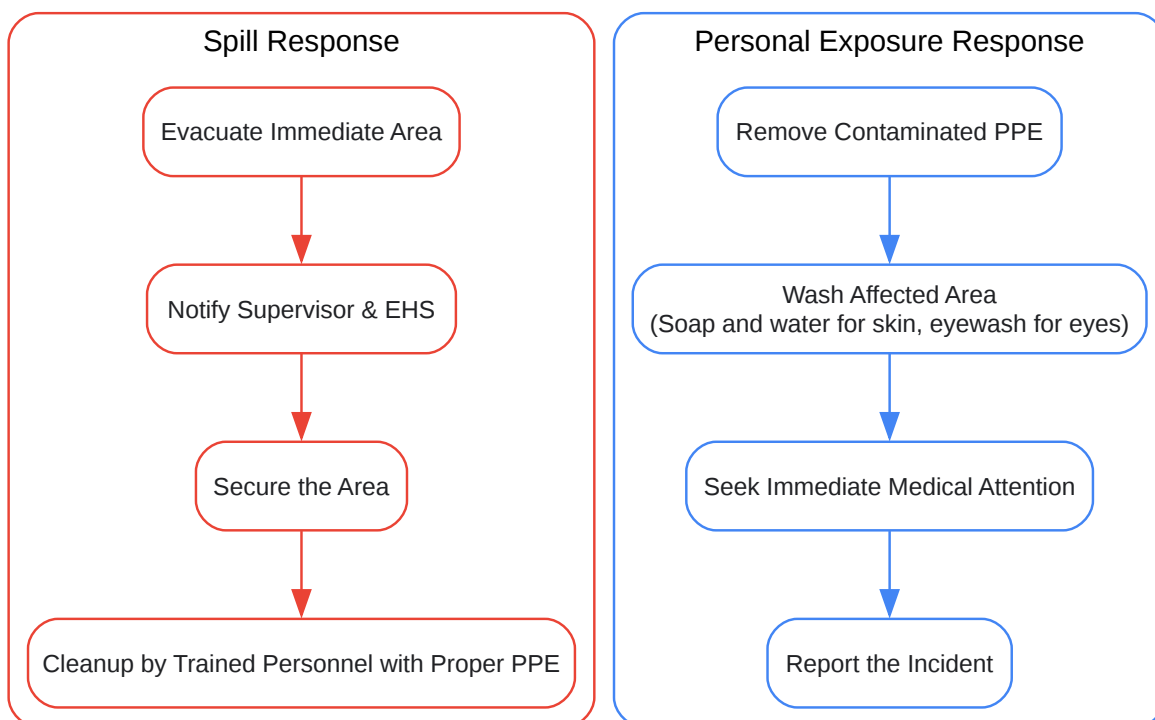 Spill Response
Evacuate Immediate Area
Notify Supervisor & EHS
Secure the Area
Cleanup by Trained Personnel with Proper PPE
Personal Exposure Response
Remove Contaminated PPE
Wash Affected Area
(Soap and water for skin, eyewash for eyes)
Seek Immediate Medical Attention
Report the Incident